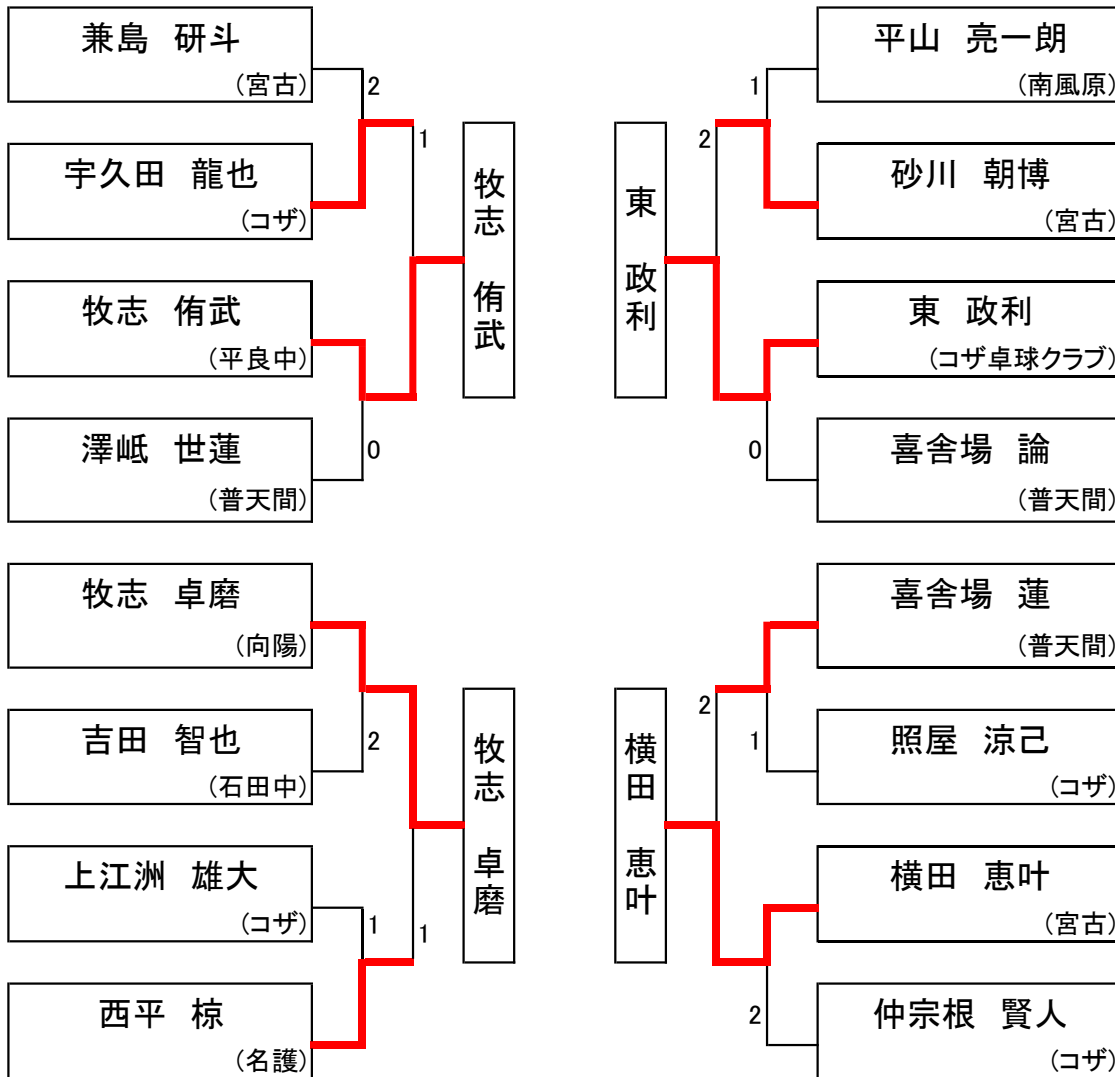 兼島 研斗
(宮古)
2
宇久田 龍也
(コザ)
1
牧志 侑武
(平良中)
澤岻 世蓮
(普天間)
0
牧志 侑武
牧志 卓磨
(向陽)
吉田 智也
(石田中)
2
上江洲 雄大
(コザ)
1
1
西平 椋
(名護)
牧志 卓磨
平山 亮一朗
(南風原)
1
2
砂川 朝博
(宮古)
東 政利
東 政利
(コザ卓球クラブ)
喜舎場 論
(普天間)
0
喜舎場 蓮
(普天間)
2
照屋 涼己
(コザ)
1
横田 恵叶
横田 恵叶
(宮古)
仲宗根 賢人
(コザ)
2